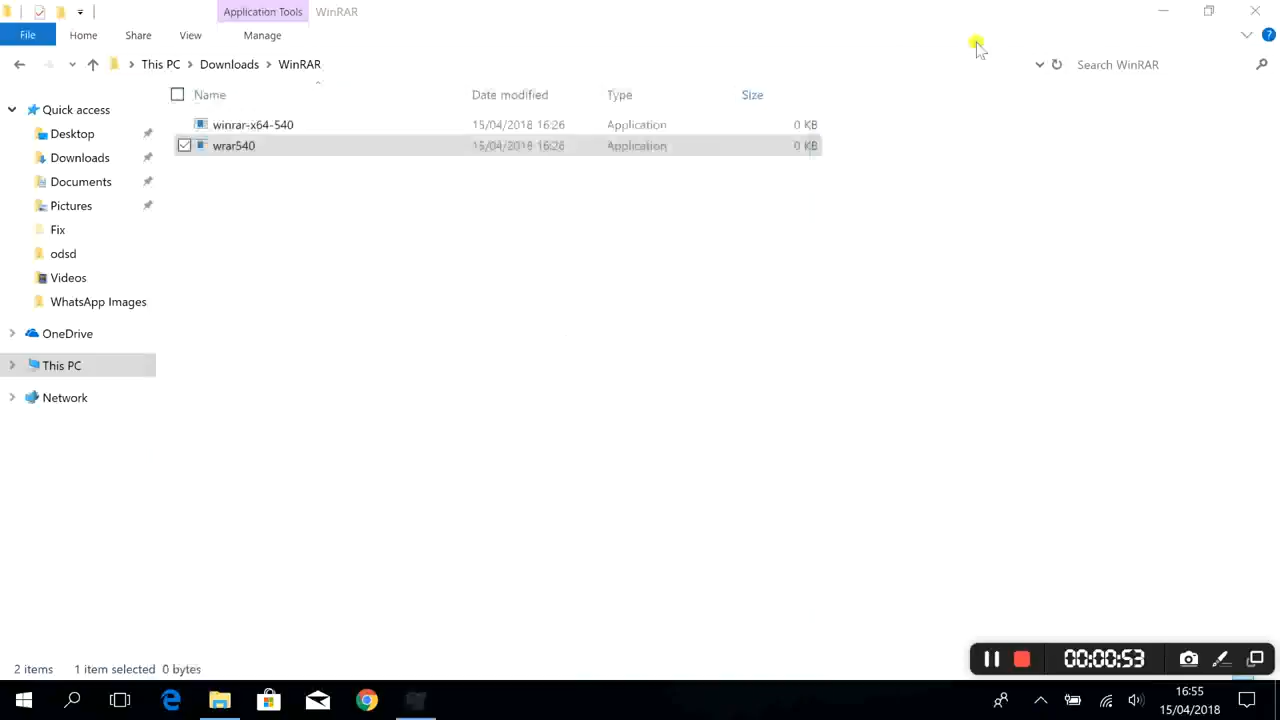 Application Tools WinRAR
File Home Share View Manage
This PC Downloads WinRAR Search WinRAR
Name Date modified Type Size
winrar-x64-540 15/04/2018 16:26 Application 0 KB
wrar540 15/04/2018 16:26 Application 0 KB
Quick access
Desktop
Downloads
Documents
Pictures
Fix
odsd
Videos
WhatsApp Images
OneDrive
This PC
Network
2 items 1 item selected 0 bytes
00:00:53
16:55
15/04/2018